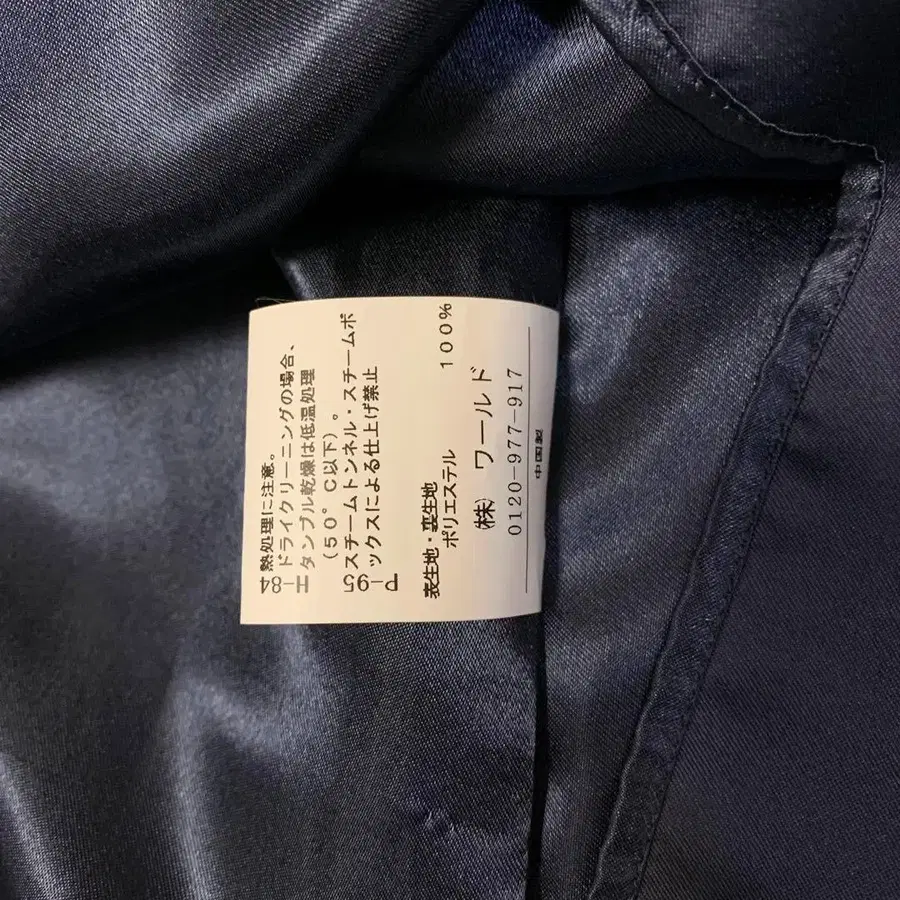 熱処理に注意。
H-84 ドライクリーニングの場合、
タンブル乾燥は低温処理
(50°C以下)。
P-95 スチームトンネル・スチームボ
ックスによる仕上げ禁止
表生地・裏生地
ポリエステル 100%
(株)ワールド
0120-977-917
中国製